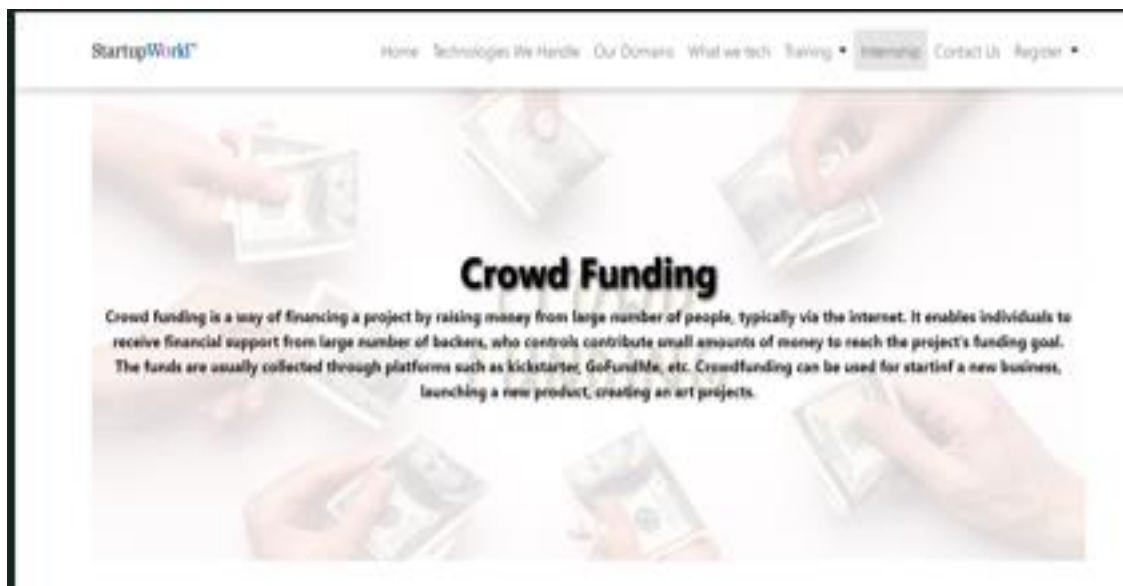 StartupWorld™
Home Technologies We Handle Our Domains What we tech Training Internship Contact Us Register
Crowd Funding
Crowd funding is a way of financing a project by raising money from large number of people, typically via the internet. It enables individuals to
receive financial support from large number of backers, who controls contribute small amounts of money to reach the project's funding goal.
The funds are usually collected through platforms such as kickstarter, GoFundMe, etc. Crowdfunding can be used for startinf a new business,
launching a new product, creating an art projects.